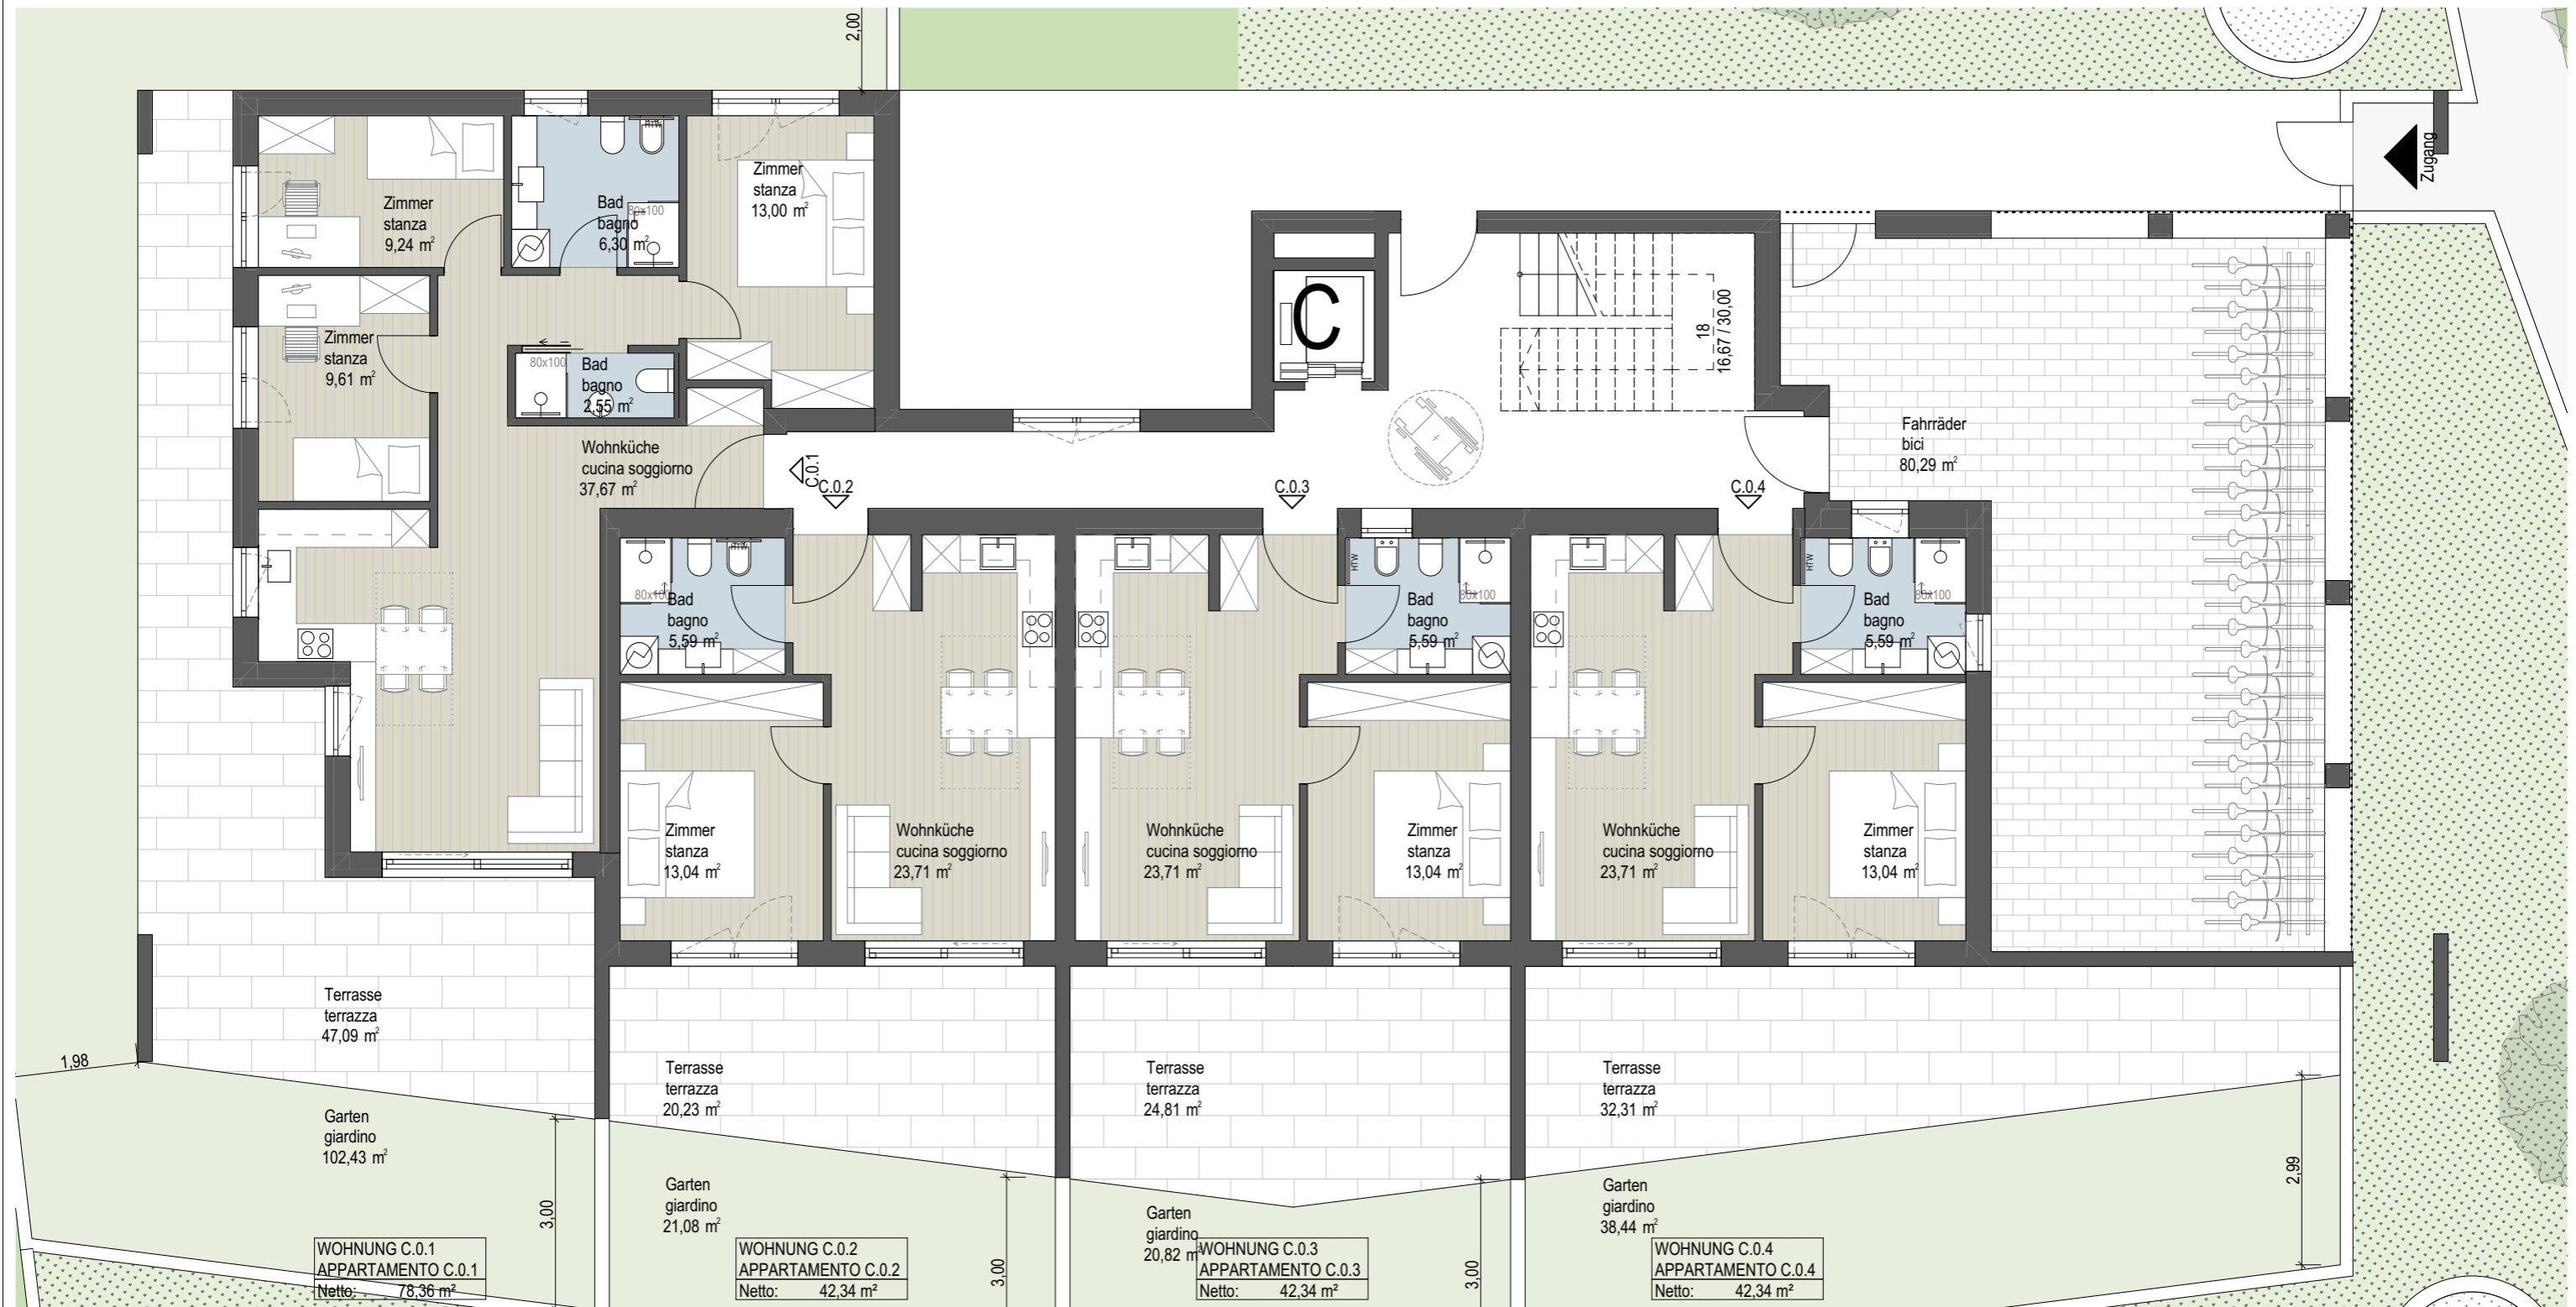 2,00
Zugang
Zimmer
stanza
9,24 m²
Bad
bagno
6,30 m²
80x100
HTW
Zimmer
stanza
13,00 m²
Zimmer
stanza
9,61 m²
80x100
Bad
bagno
2,55 m²
C
18
16,67 / 30,00
Wohnküche
cucina soggiorno
37,67 m²
C.0.1
C.0.2
C.0.3
C.0.4
Fahrräder
bici
80,29 m²
HTW
80x100
Bad
bagno
5,59 m²
HTW
80x100
Bad
bagno
5,59 m²
HTW
80x100
Bad
bagno
5,59 m²
Zimmer
stanza
13,04 m²
Wohnküche
cucina soggiorno
23,71 m²
Wohnküche
cucina soggiorno
23,71 m²
Zimmer
stanza
13,04 m²
Wohnküche
cucina soggiorno
23,71 m²
Zimmer
stanza
13,04 m²
Terrasse
terrazza
47,09 m²
Terrasse
terrazza
20,23 m²
Terrasse
terrazza
24,81 m²
Terrasse
terrazza
32,31 m²
1,98
Garten
giardino
102,43 m²
3,00
Garten
giardino
21,08 m²
3,00
Garten
giardino
20,82 m²
3,00
Garten
giardino
38,44 m²
2,99
WOHNUNG C.0.1
APPARTAMENTO C.0.1
Netto: 78,36 m²
WOHNUNG C.0.2
APPARTAMENTO C.0.2
Netto: 42,34 m²
WOHNUNG C.0.3
APPARTAMENTO C.0.3
Netto: 42,34 m²
WOHNUNG C.0.4
APPARTAMENTO C.0.4
Netto: 42,34 m²